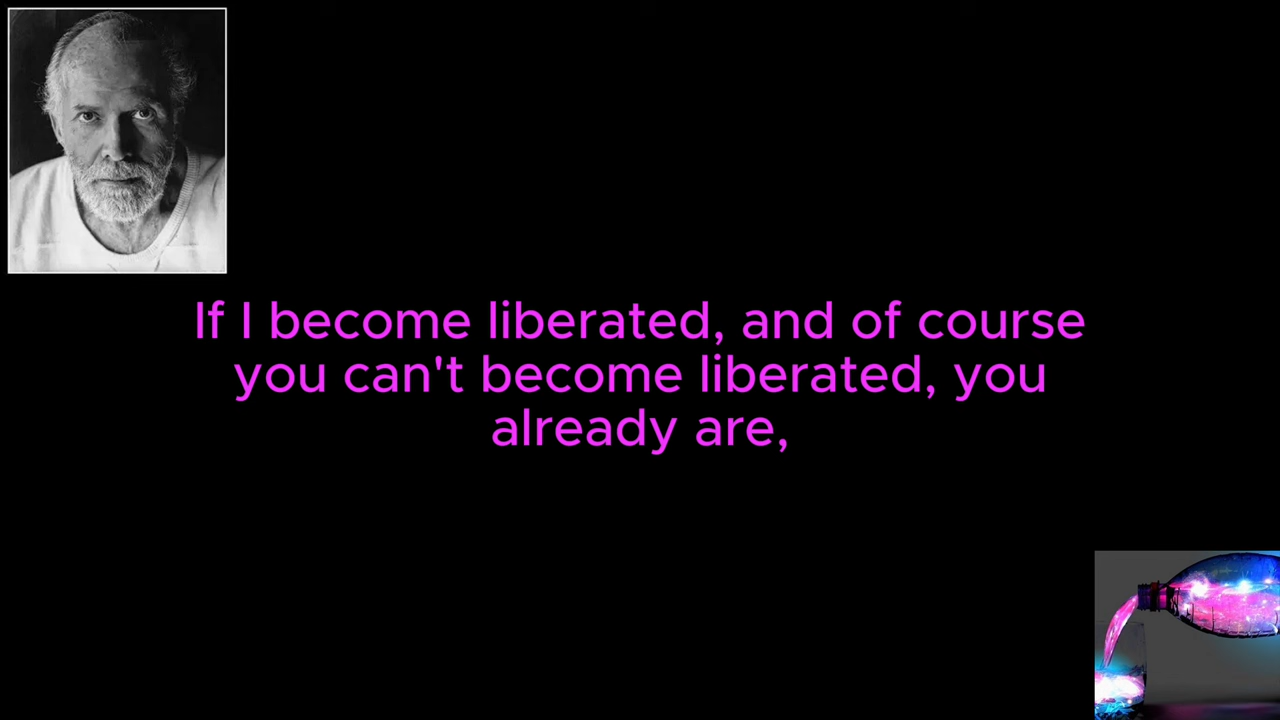 If I become liberated, and of course
you can't become liberated, you
already are,